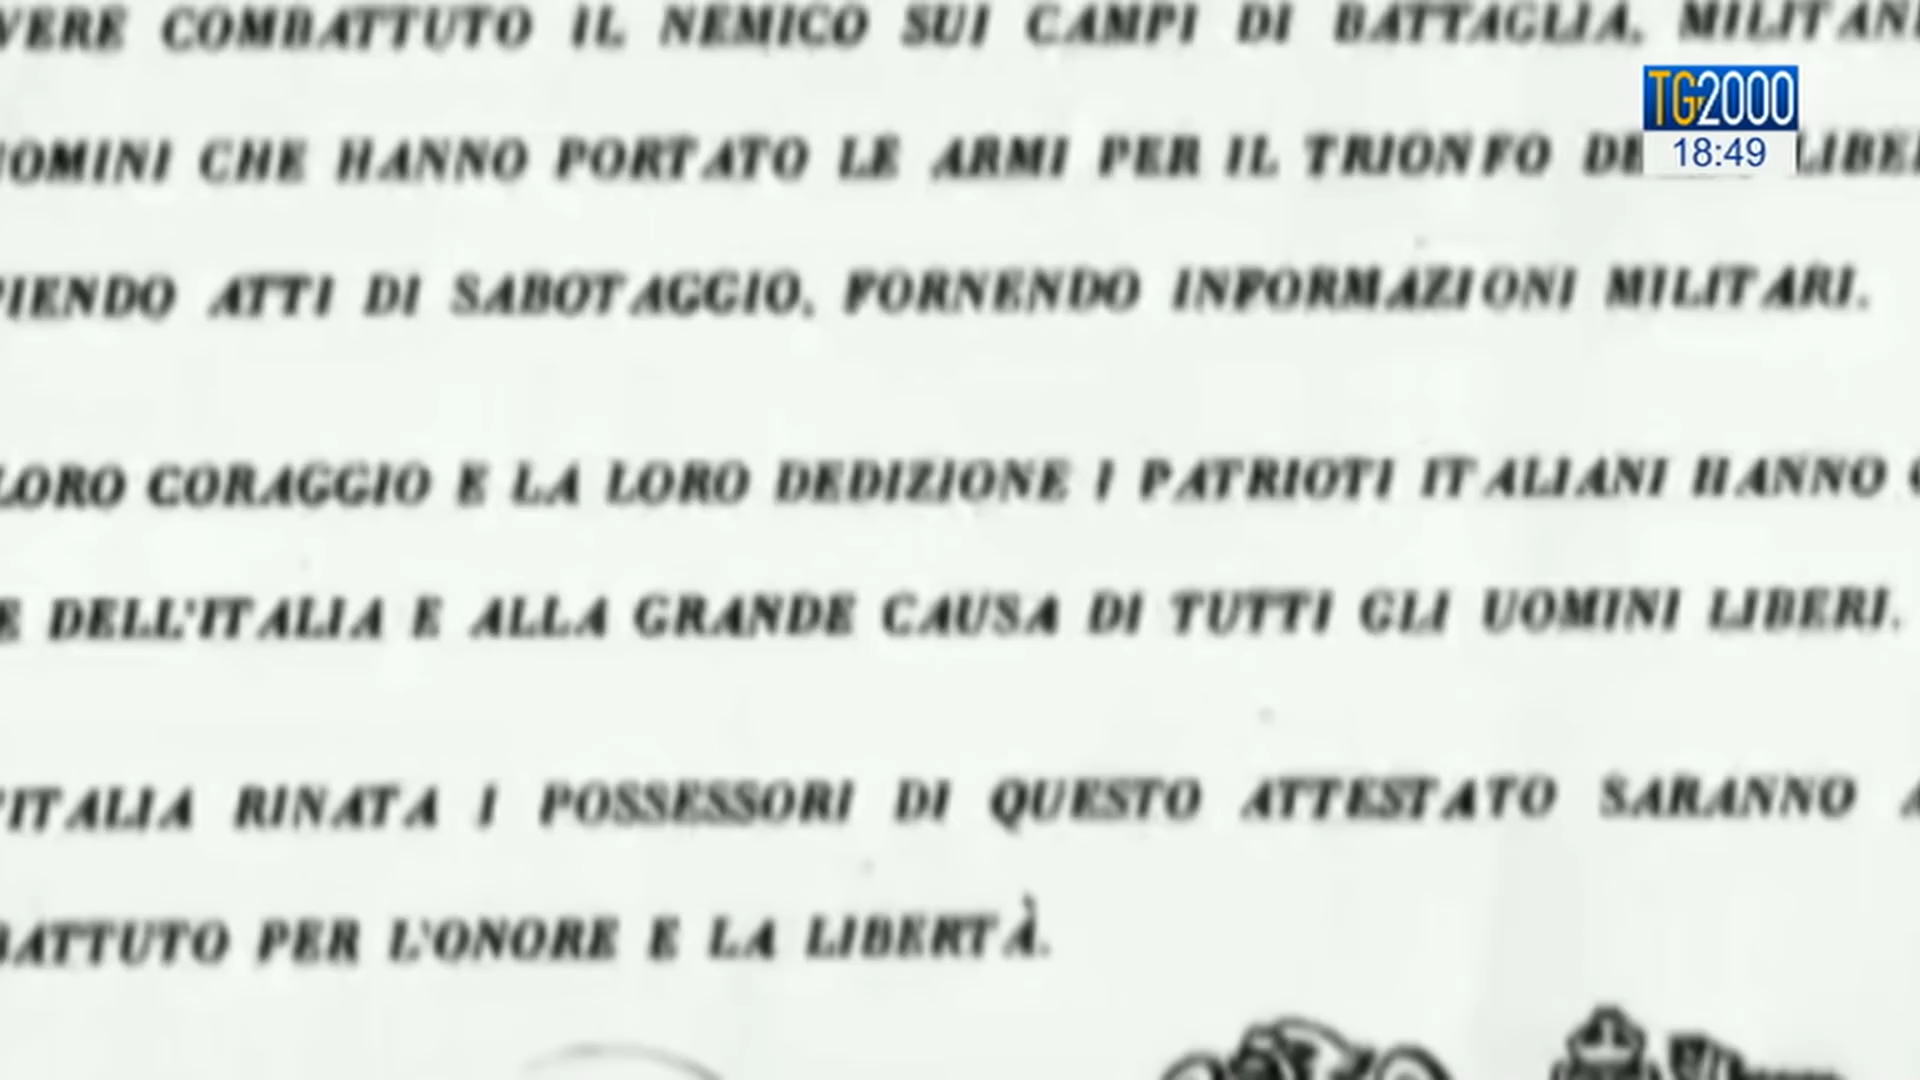 VERE COMBATTUTO IL NEMICO SUI CAMPI DI BATTAGLIA, MILITAN
TG2000
18:49
OMINI CHE HANNO PORTATO LE ARMI PER IL TRIONFO DE LIBE
PIENDO ATTI DI SABOTAGGIO, FORNENDO INFORMAZIONI MILITARI.
LORO CORAGGIO E LA LORO DEDIZIONE I PATRIOTI ITALIANI HANNO
E DELL'ITALIA E ALLA GRANDE CAUSA DI TUTTI GLI UOMINI LIBERI.
'ITALIA RINATA I POSSESSORI DI QUESTO ATTESTATO SARANNO A
BATTUTO PER L'ONORE E LA LIBERTÀ.